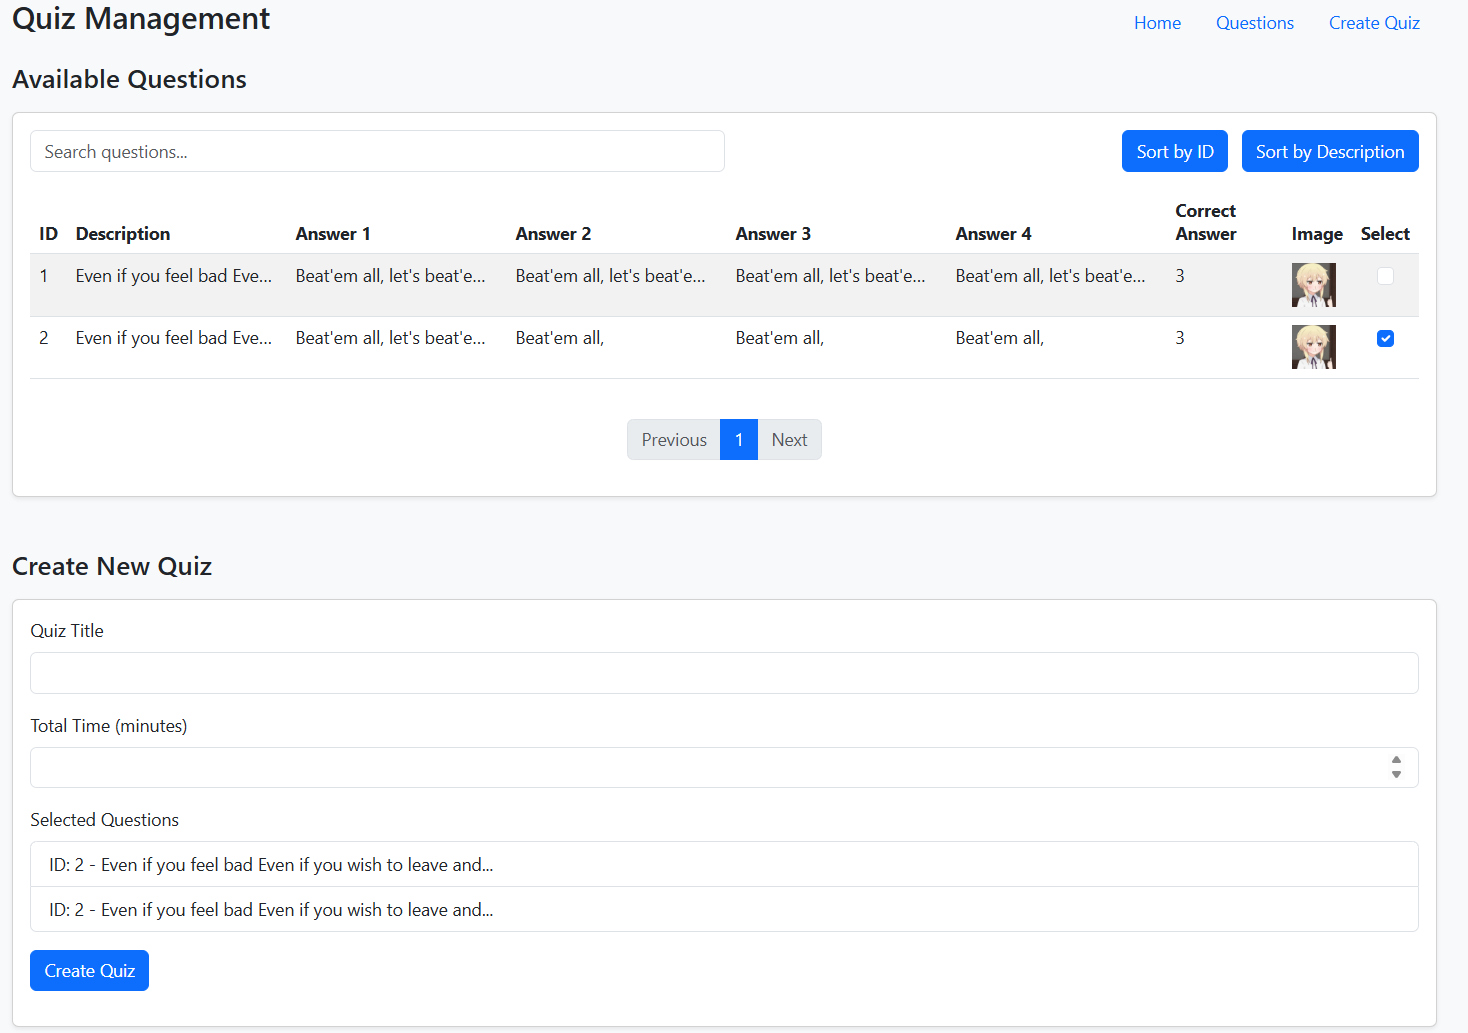 Quiz Management
Home Questions Create Quiz
Available Questions
Search questions...
Sort by ID Sort by Description
ID Description Answer 1 Answer 2 Answer 3 Answer 4 Correct Answer Image Select
1 Even if you feel bad Eve... Beat'em all, let's beat'e... Beat'em all, let's beat'e... Beat'em all, let's beat'e... Beat'em all, let's beat'e... 3
2 Even if you feel bad Eve... Beat'em all, let's beat'e... Beat'em all, Beat'em all, Beat'em all, 3
Previous 1 Next
Create New Quiz
Quiz Title
Total Time (minutes)
Selected Questions
ID: 2 - Even if you feel bad Even if you wish to leave and...
ID: 2 - Even if you feel bad Even if you wish to leave and...
Create Quiz